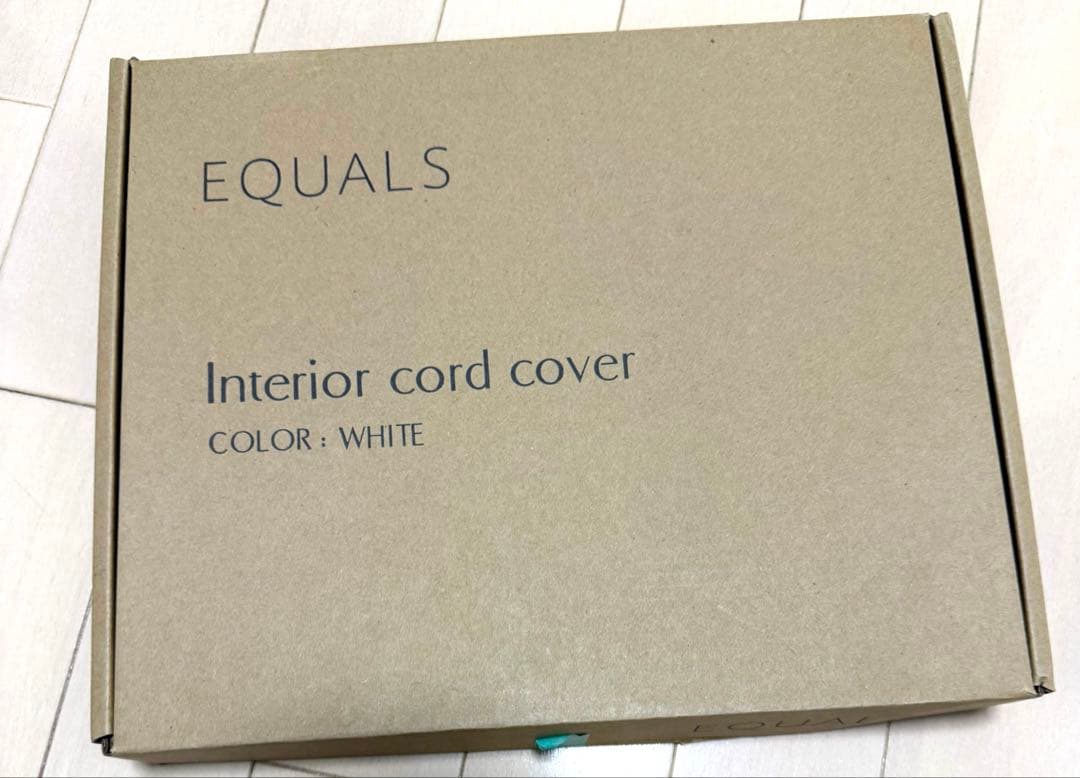 EQUALS
Interior cord cover
COLOR : WHITE